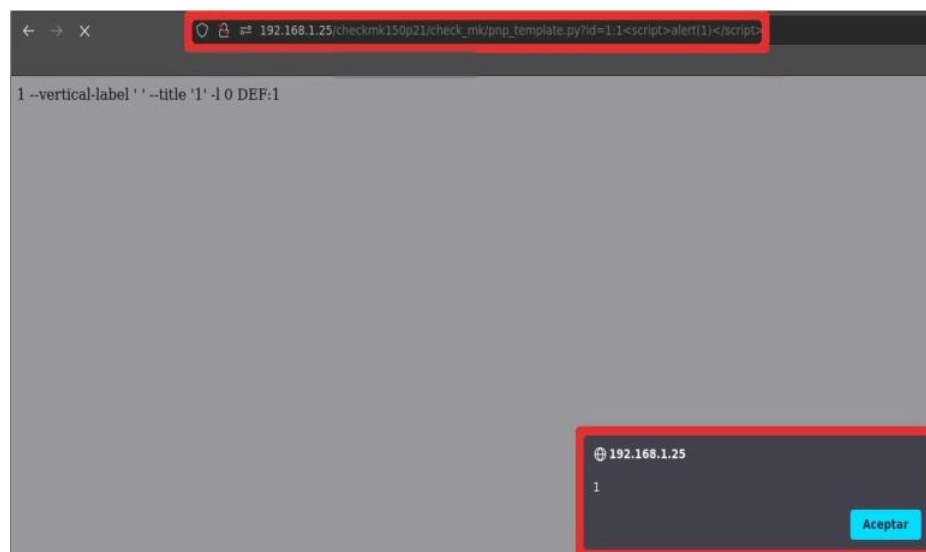 192.168.1.25/checkmk150p21/check_mk/pnp_template.py?id=1:1<script>alert(1)</script>
1 --vertical-label ' ' --title '1' -l 0 DEF:1
192.168.1.25
1
Aceptar